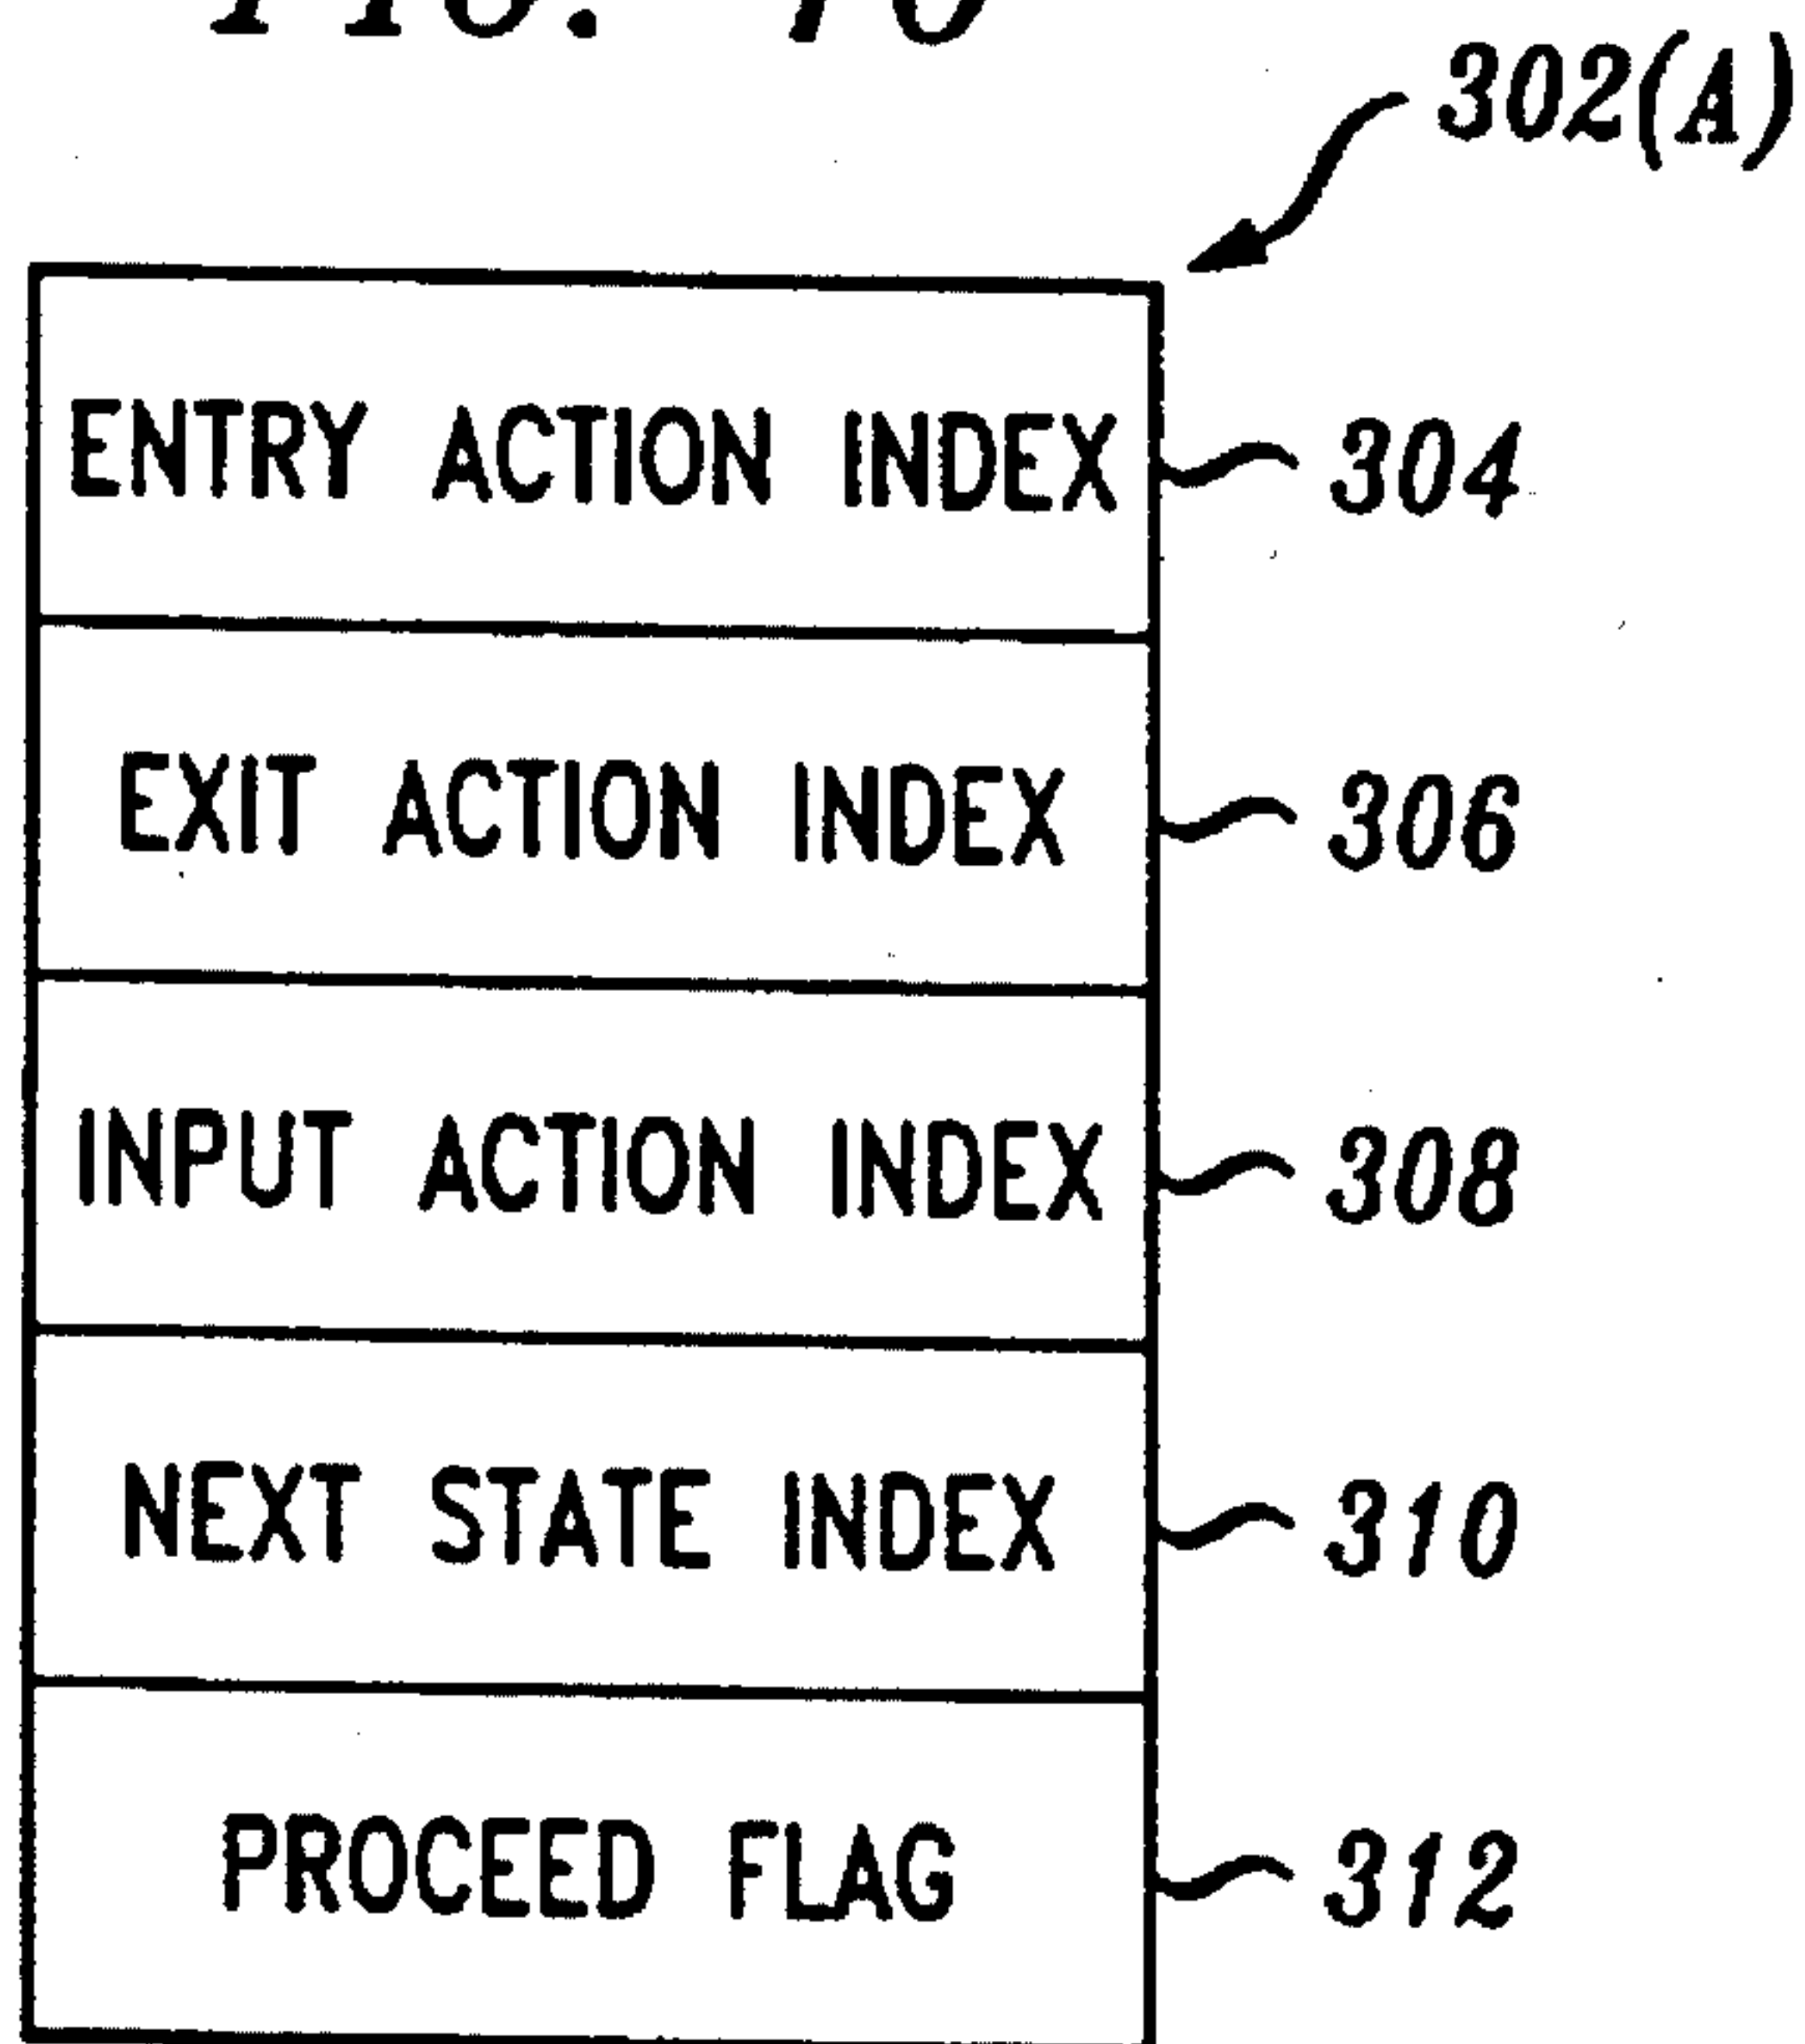 FIG.
302(A)
ENTRY ACTION INDEX 304
EXIT ACTION INDEX 306
INPUT ACTION INDEX 308
NEXT STATE INDEX 310
PROCEED FLAG 312